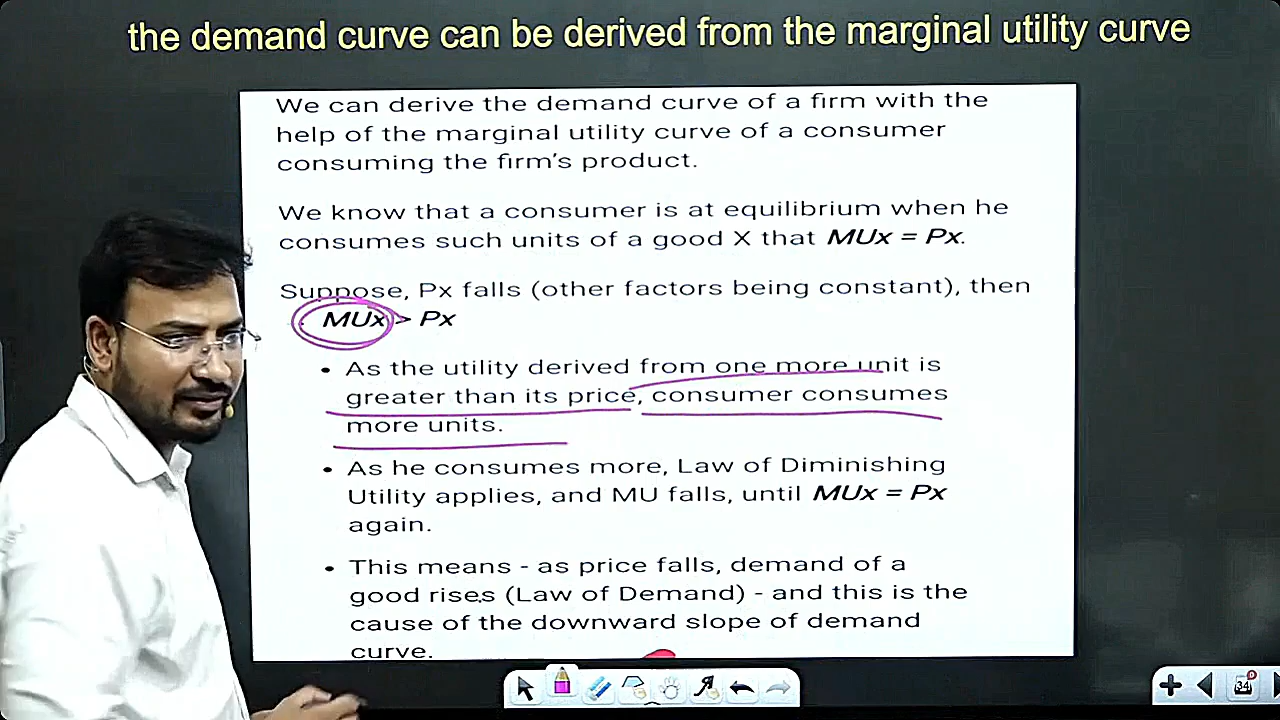 the demand curve can be derived from the marginal utility curve
We can derive the demand curve of a firm with the
help of the marginal utility curve of a consumer
consuming the firm's product.
We know that a consumer is at equilibrium when he
consumes such units of a good X that MUx = Px.
Suppose, Px falls (other factors being constant), then
MUx > Px
• As the utility derived from one more unit is
greater than its price, consumer consumes
more units.
• As he consumes more, Law of Diminishing
Utility applies, and MU falls, until MUx = Px
again.
• This means - as price falls, demand of a
good rises (Law of Demand) - and this is the
cause of the downward slope of demand
curve.
34